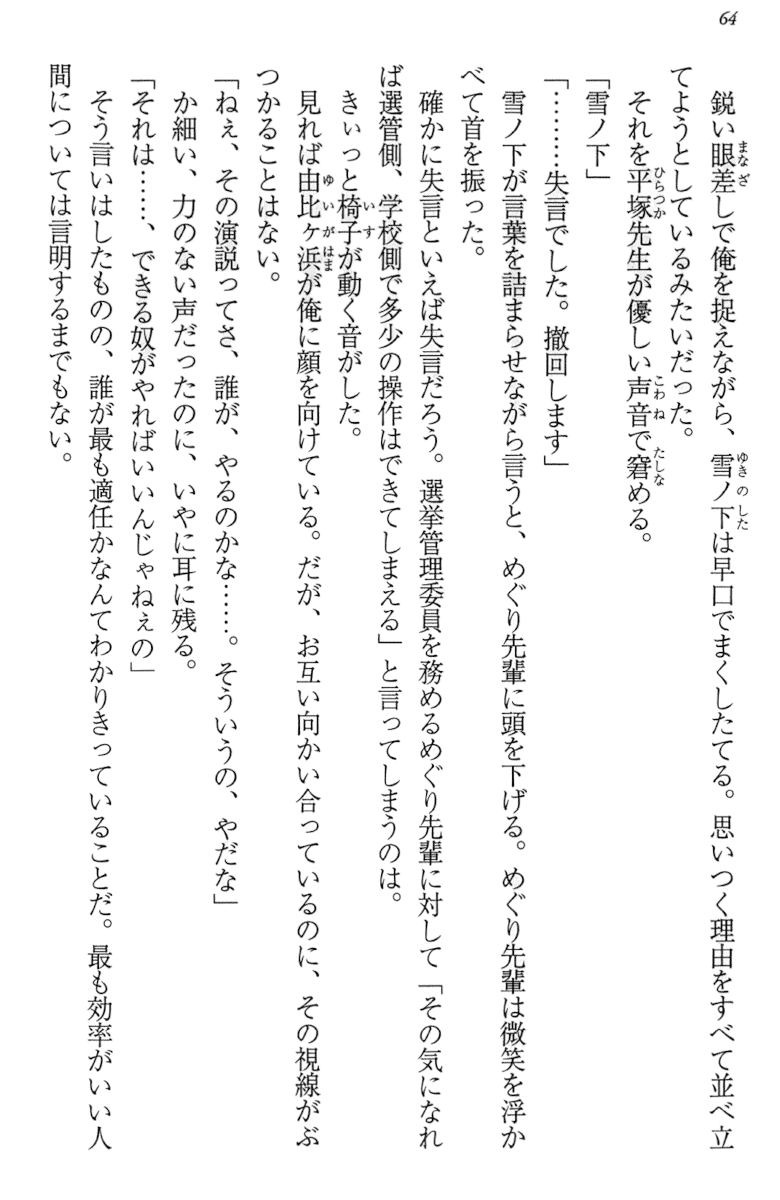 64
鋭い眼差しで俺を捉えながら、雪ノ下は早口でまくしたてる。思いつく理由をすべて並べ立
てようとしているみたいだった。
それを平塚先生が優しい声音で窘める。
「雪ノ下」
「………失言でした。撤回します」
雪ノ下が言葉を詰まらせながら言うと、めぐり先輩に頭を下げる。めぐり先輩は微笑を浮か
べて首を振った。
確かに失言といえば失言だろう。選挙管理委員を務めるめぐり先輩に対して「その気になれ
ば選管側、学校側で多少の操作はできてしまえる」と言ってしまうのは。
きぃっと椅子が動く音がした。
見れば由比ヶ浜が俺に顔を向けている。だが、お互い向かい合っているのに、その視線がぶ
つかることはない。
「ねぇ、その演説ってさ、誰が、やるのかな……。そういうの、やだな」
か細い、力のない声だったのに、いやに耳に残る。
「それは……、できる奴がやればいいんじゃねぇの」
そう言いはしたものの、誰が最も適任かなんてわかりきっていることだ。最も効率がいい人
間については言明するまでもない。